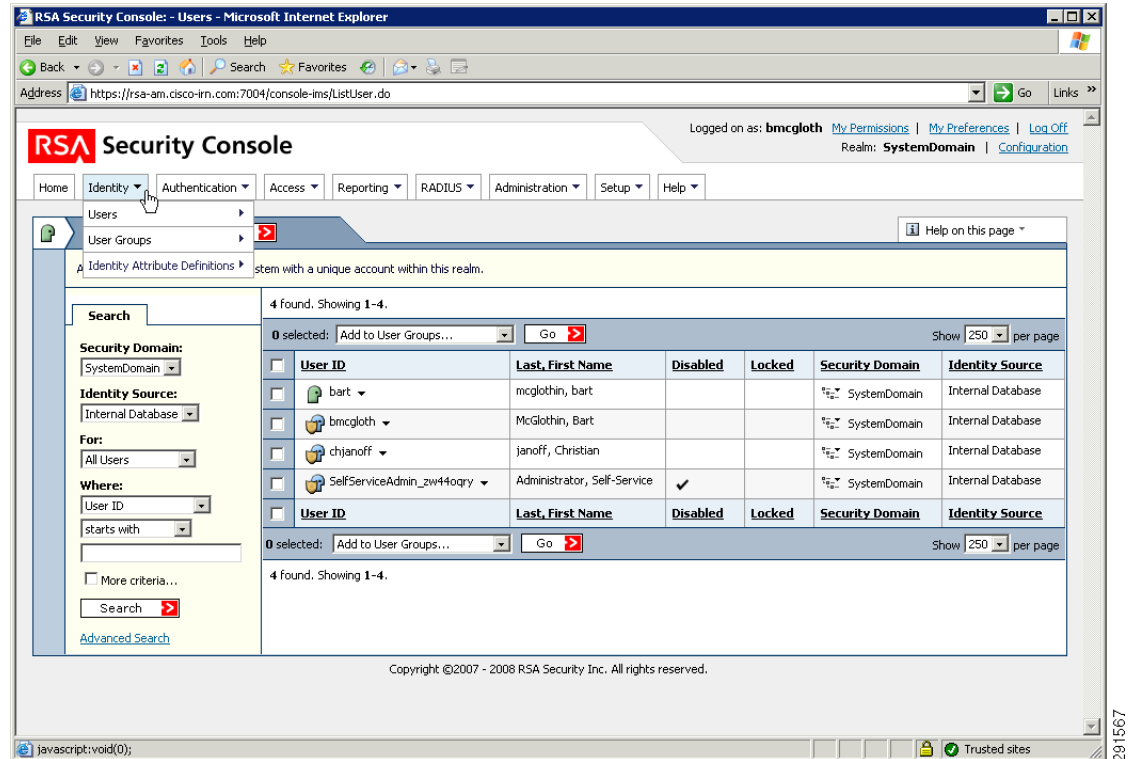 RSA Security Console: - Users - Microsoft Internet Explorer
File Edit View Favorites Tools Help
Back Search Favorites
Address https://rsa-am.cisco-irn.com:7004/console-ims/ListUser.do Go Links »
Logged on as: bmcgloth My Permissions | My Preferences | Log Off
RSA Security Console
Realm: SystemDomain | Configuration
Home Identity Authentication Access Reporting RADIUS Administration Setup Help
Users
User Groups
Identity Attribute Definitions
Help on this page
A stem with a unique account within this realm.
Search
Security Domain:
SystemDomain
Identity Source:
Internal Database
For:
All Users
Where:
User ID
starts with
More criteria...
Search
Advanced Search
4 found. Showing 1-4.
0 selected: Add to User Groups... Go Show 250 per page
User ID Last, First Name Disabled Locked Security Domain Identity Source
bart mcglothin, bart SystemDomain Internal Database
bmcgloth McGlothin, Bart SystemDomain Internal Database
chjanoff janoff, Christian SystemDomain Internal Database
SelfServiceAdmin_zw44oqry Administrator, Self-Service SystemDomain Internal Database
User ID Last, First Name Disabled Locked Security Domain Identity Source
0 selected: Add to User Groups... Go Show 250 per page
4 found. Showing 1-4.
Copyright ©2007 - 2008 RSA Security Inc. All rights reserved.
javascript:void(0); Trusted sites
291567